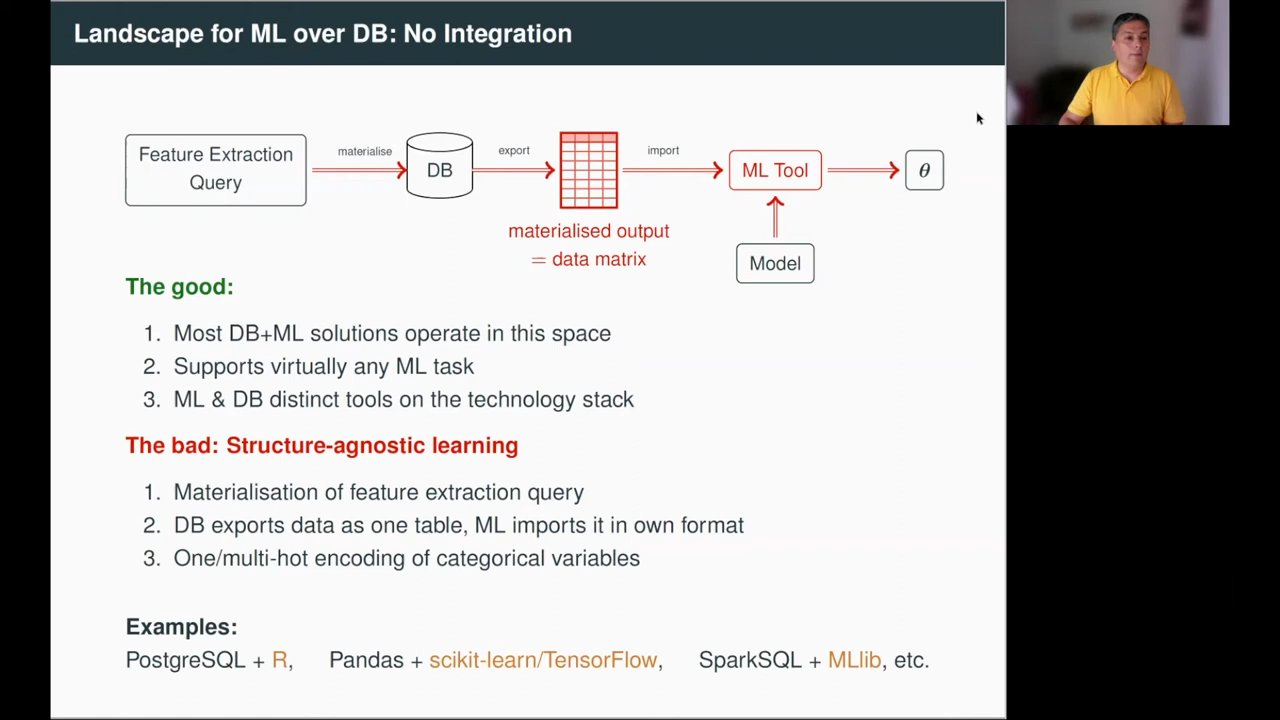 Landscape for ML over DB: No Integration
Feature Extraction
Query
materialise
DB
export
import
ML Tool
θ
materialised output
= data matrix
Model
The good:
1. Most DB+ML solutions operate in this space
2. Supports virtually any ML task
3. ML & DB distinct tools on the technology stack
The bad: Structure-agnostic learning
1. Materialisation of feature extraction query
2. DB exports data as one table, ML imports it in own format
3. One/multi-hot encoding of categorical variables
Examples:
PostgreSQL + R, Pandas + scikit-learn/TensorFlow, SparkSQL + MLlib, etc.